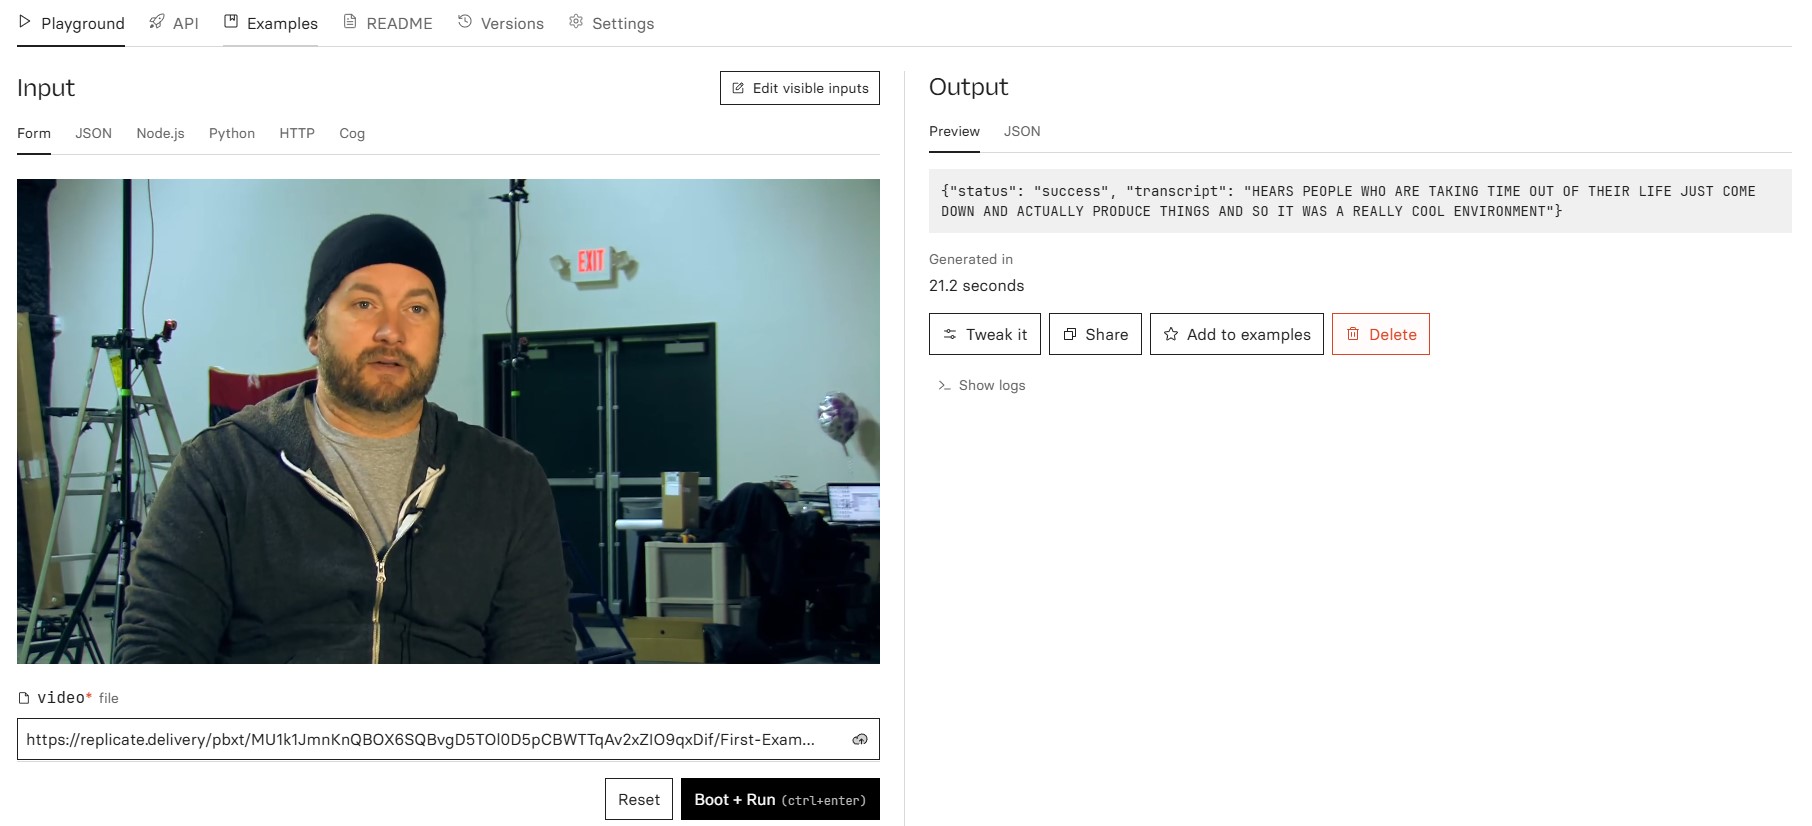 Playground API Examples README Versions Settings
Input
Edit visible inputs
Form JSON Node.js Python HTTP Cog
EXIT
video* file
https://replicate.delivery/pbxt/MU1k1JmnKnQBOX6SQBvgD5TOl0D5pCBWTTqAv2xZIO9qxDif/First-Exam...
Reset
Boot + Run (ctrl+enter)
Output
Preview JSON
{"status": "success", "transcript": "HEARS PEOPLE WHO ARE TAKING TIME OUT OF THEIR LIFE JUST COME
DOWN AND ACTUALLY PRODUCE THINGS AND SO IT WAS A REALLY COOL ENVIRONMENT"}
Generated in
21.2 seconds
Tweak it
Share
Add to examples
Delete
Show logs